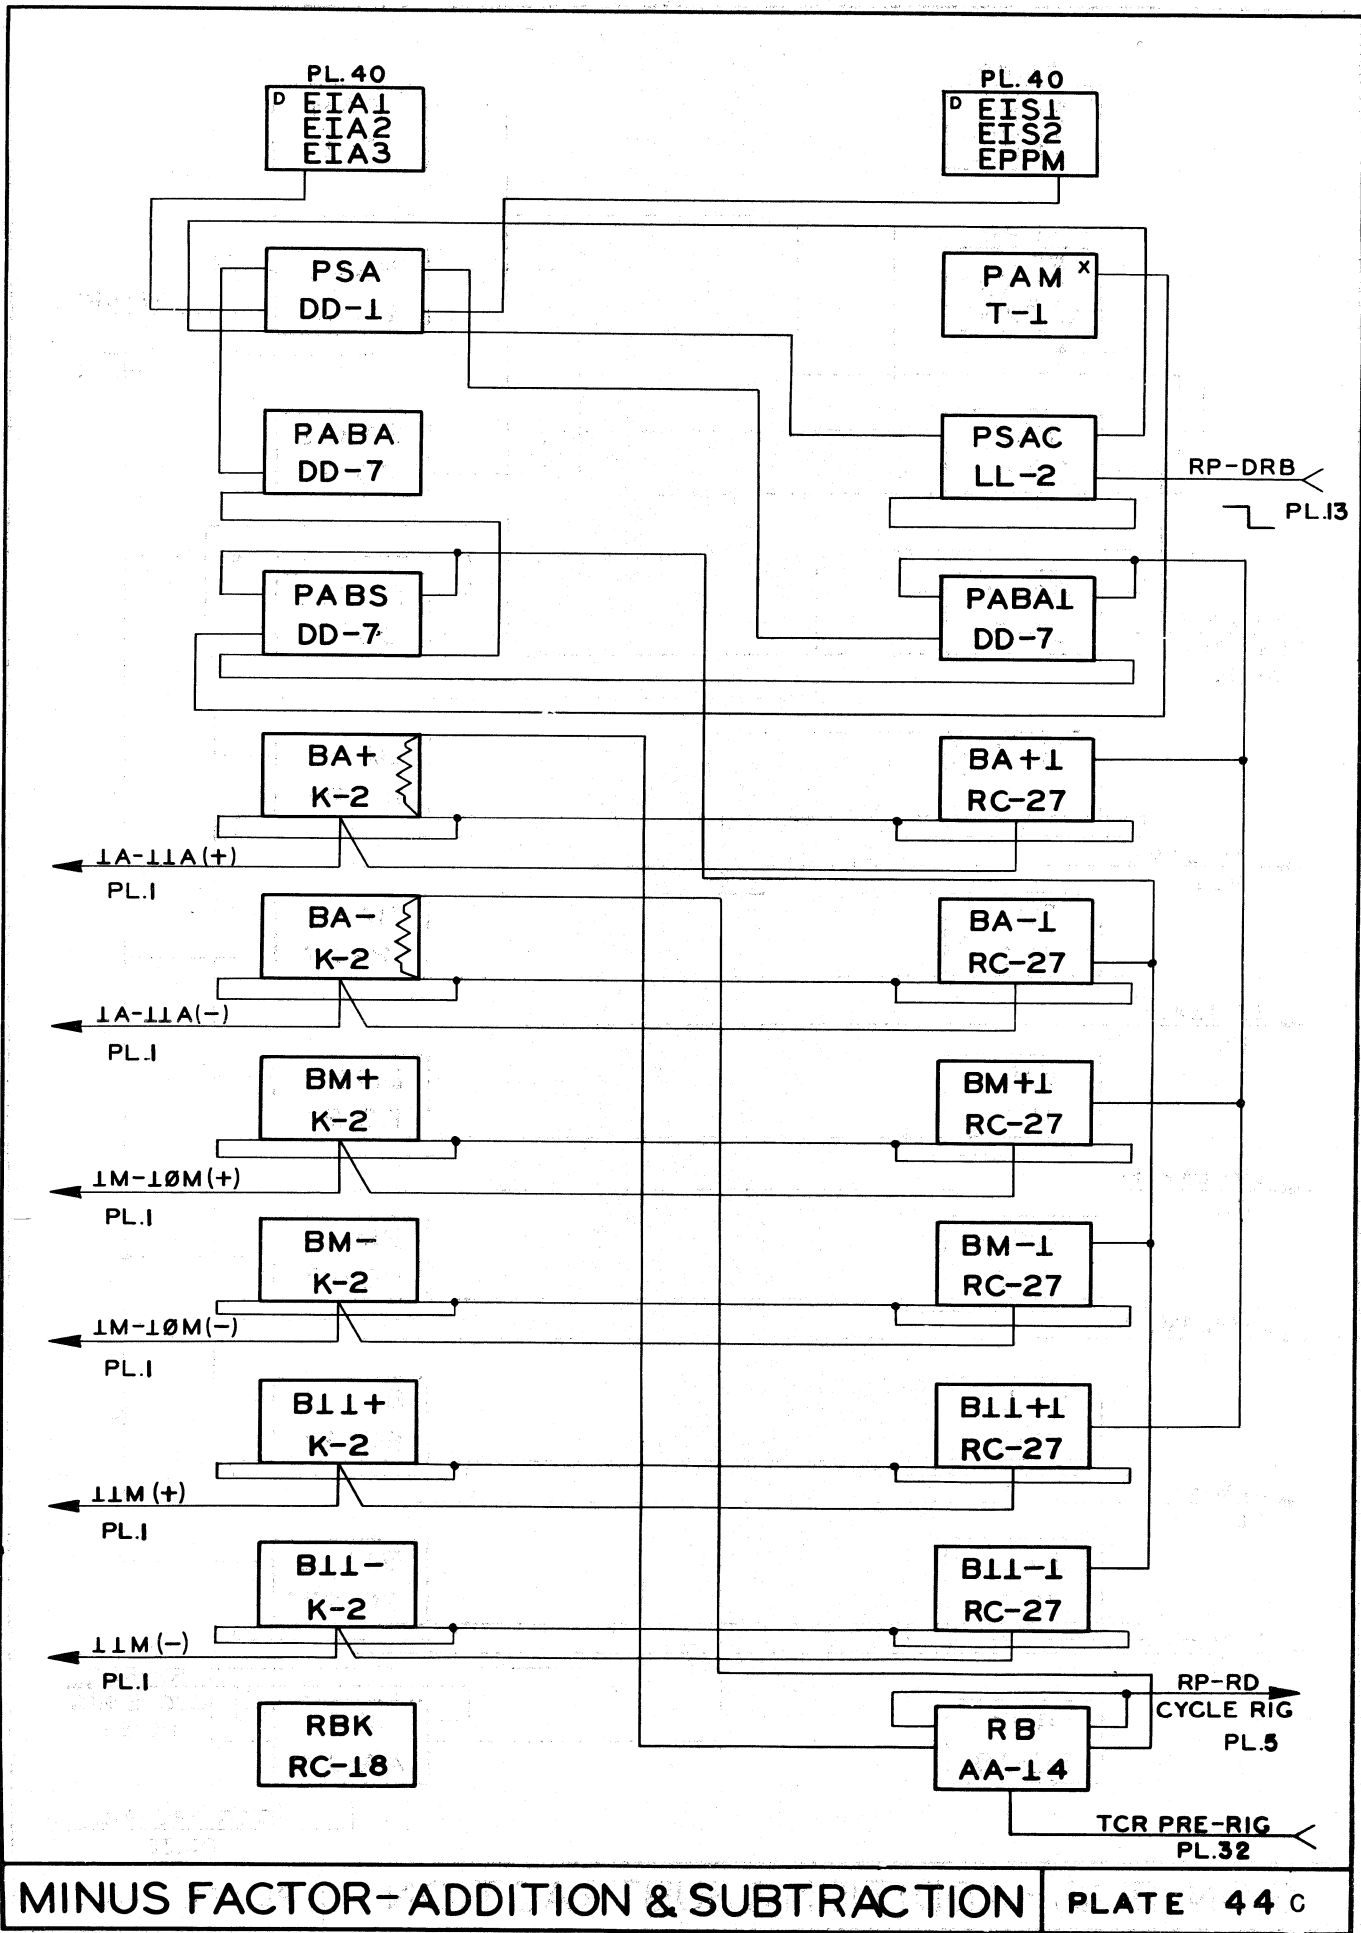 PL.40
D EIA1
EIA2
EIA3
PL.40
D EIS1
EIS2
EPPM
PSA
DD-1
PAM X
T-1
PABA
DD-7
PSAC
LL-2
RP-DRB
PL.13
PABS
DD-7
PABA1
DD-7
BA+
K-2
BA+1
RC-27
1A-11A(+)
PL.1
BA-
K-2
BA-1
RC-27
1A-11A(-)
PL.1
BM+
K-2
BM+1
RC-27
1M-1ØM(+)
PL.1
BM-
K-2
BM-1
RC-27
1M-1ØM(-)
PL.1
B11+
K-2
B11+1
RC-27
11M(+)
PL.1
B11-
K-2
B11-1
RC-27
11M(-)
PL.1
RP-RD
CYCLE RIG
PL.5
RBK
RC-18
RB
AA-14
TCR PRE-RIG
PL.32
MINUS FACTOR-ADDITION & SUBTRACTION
PLATE 44 C